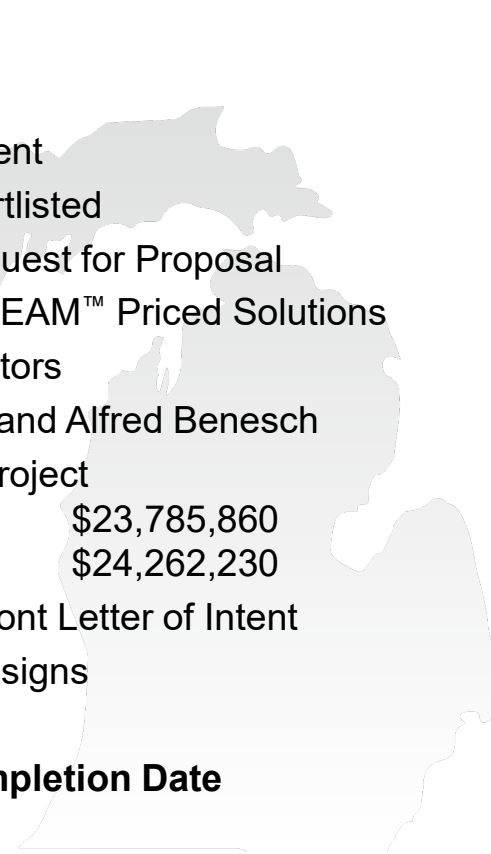 ent
rtlisted
uest for Proposal
EAM™ Priced Solutions
tors
and Alfred Benesch
roject
$23,785,860
$24,262,230
ont Letter of Intent
signs
mpletion Date